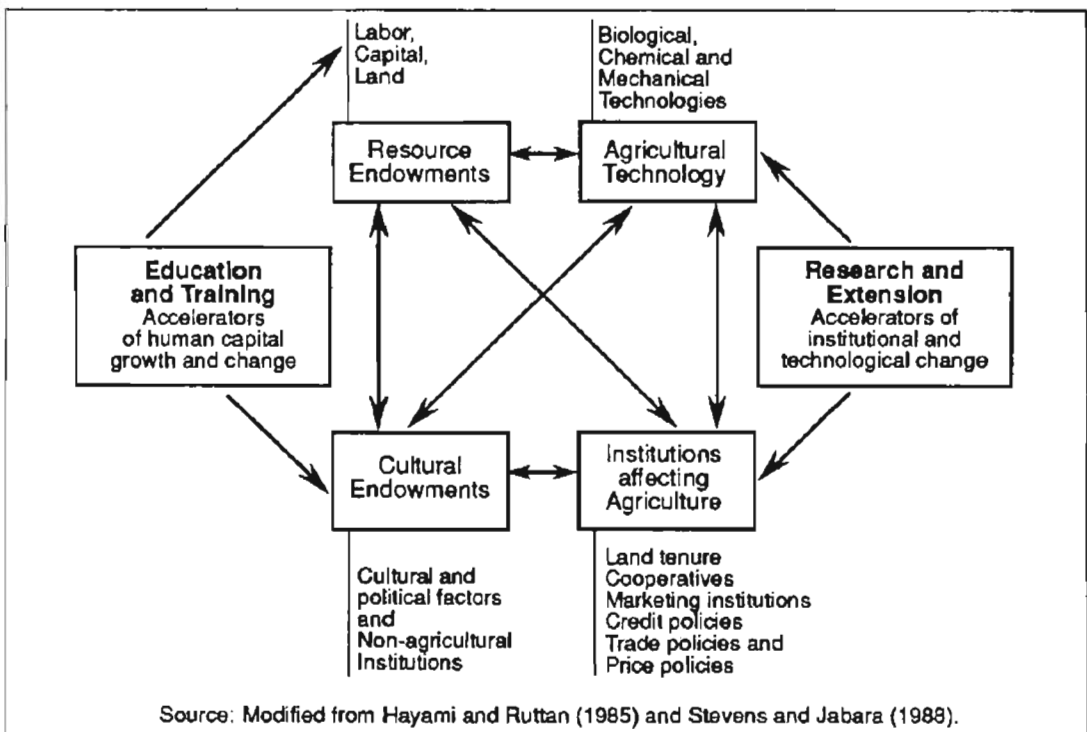 Labor,
Capital,
Land
Biological,
Chemical and
Mechanical
Technologies
Resource
Endowments
Agricultural
Technology
Education
and Training
Accelerators
of human capital
growth and change
Research and
Extension
Accelerators of
institutional and
technological change
Cultural
Endowments
Institutions
affecting
Agriculture
Cultural and
political factors
and
Non-agricultural
Institutions
Land tenure
Cooperatives
Marketing institutions
Credit policies
Trade policies and
Price policies
Source: Modified from Hayami and Ruttan (1985) and Stevens and Jabara (1988).